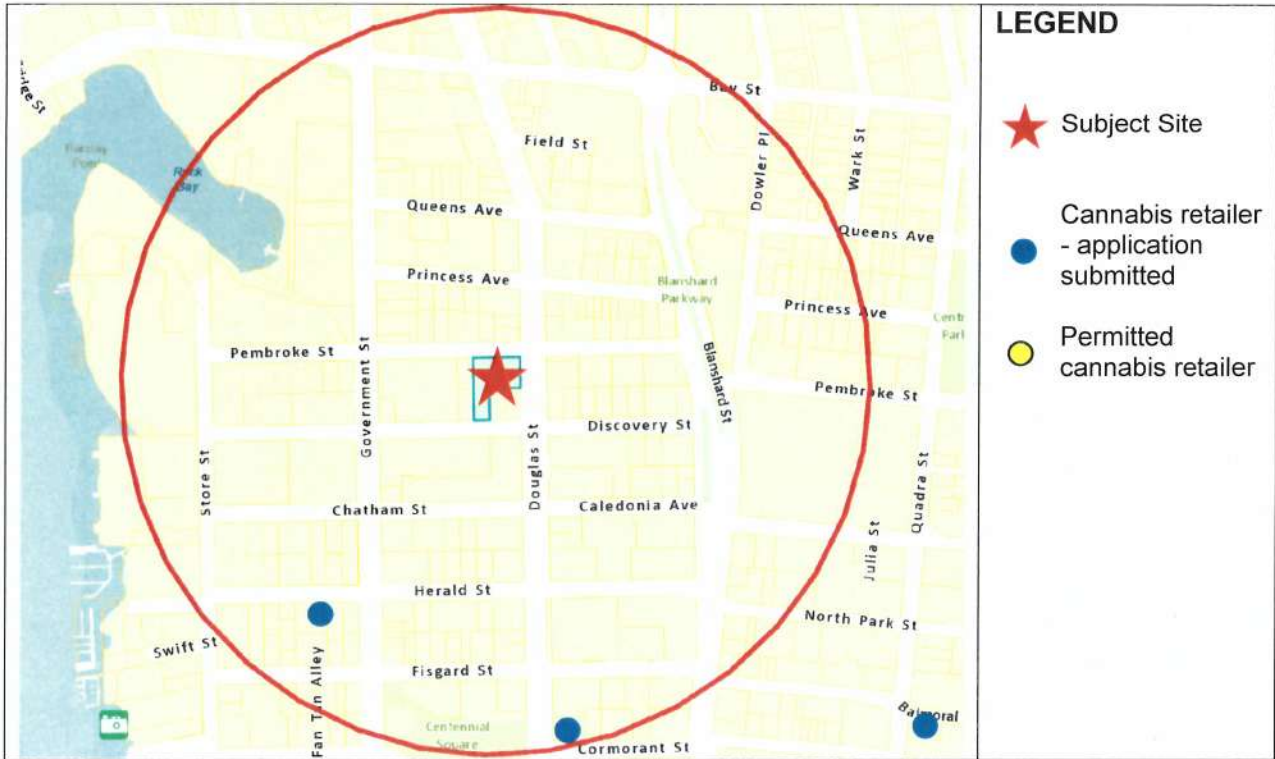 Bay St
Field St
Dowler Pl
Wark St
Rock
Bay
Queens Ave
Queens Ave
Princess Ave
Blanshard
Parkway
Princess Ave
Pembroke St
Government St
Blanshard St
Pembroke St
Discovery St
Store St
Douglas St
Chatham St
Caledonia Ave
Quadra St
Julia St
Herald St
North Park St
Swift St
Fisgard St
Fan Tan Alley
Centennial
Square
Cormorant St
Balmoral
LEGEND
Subject Site
Cannabis retailer
- application
submitted
Permitted
cannabis retailer